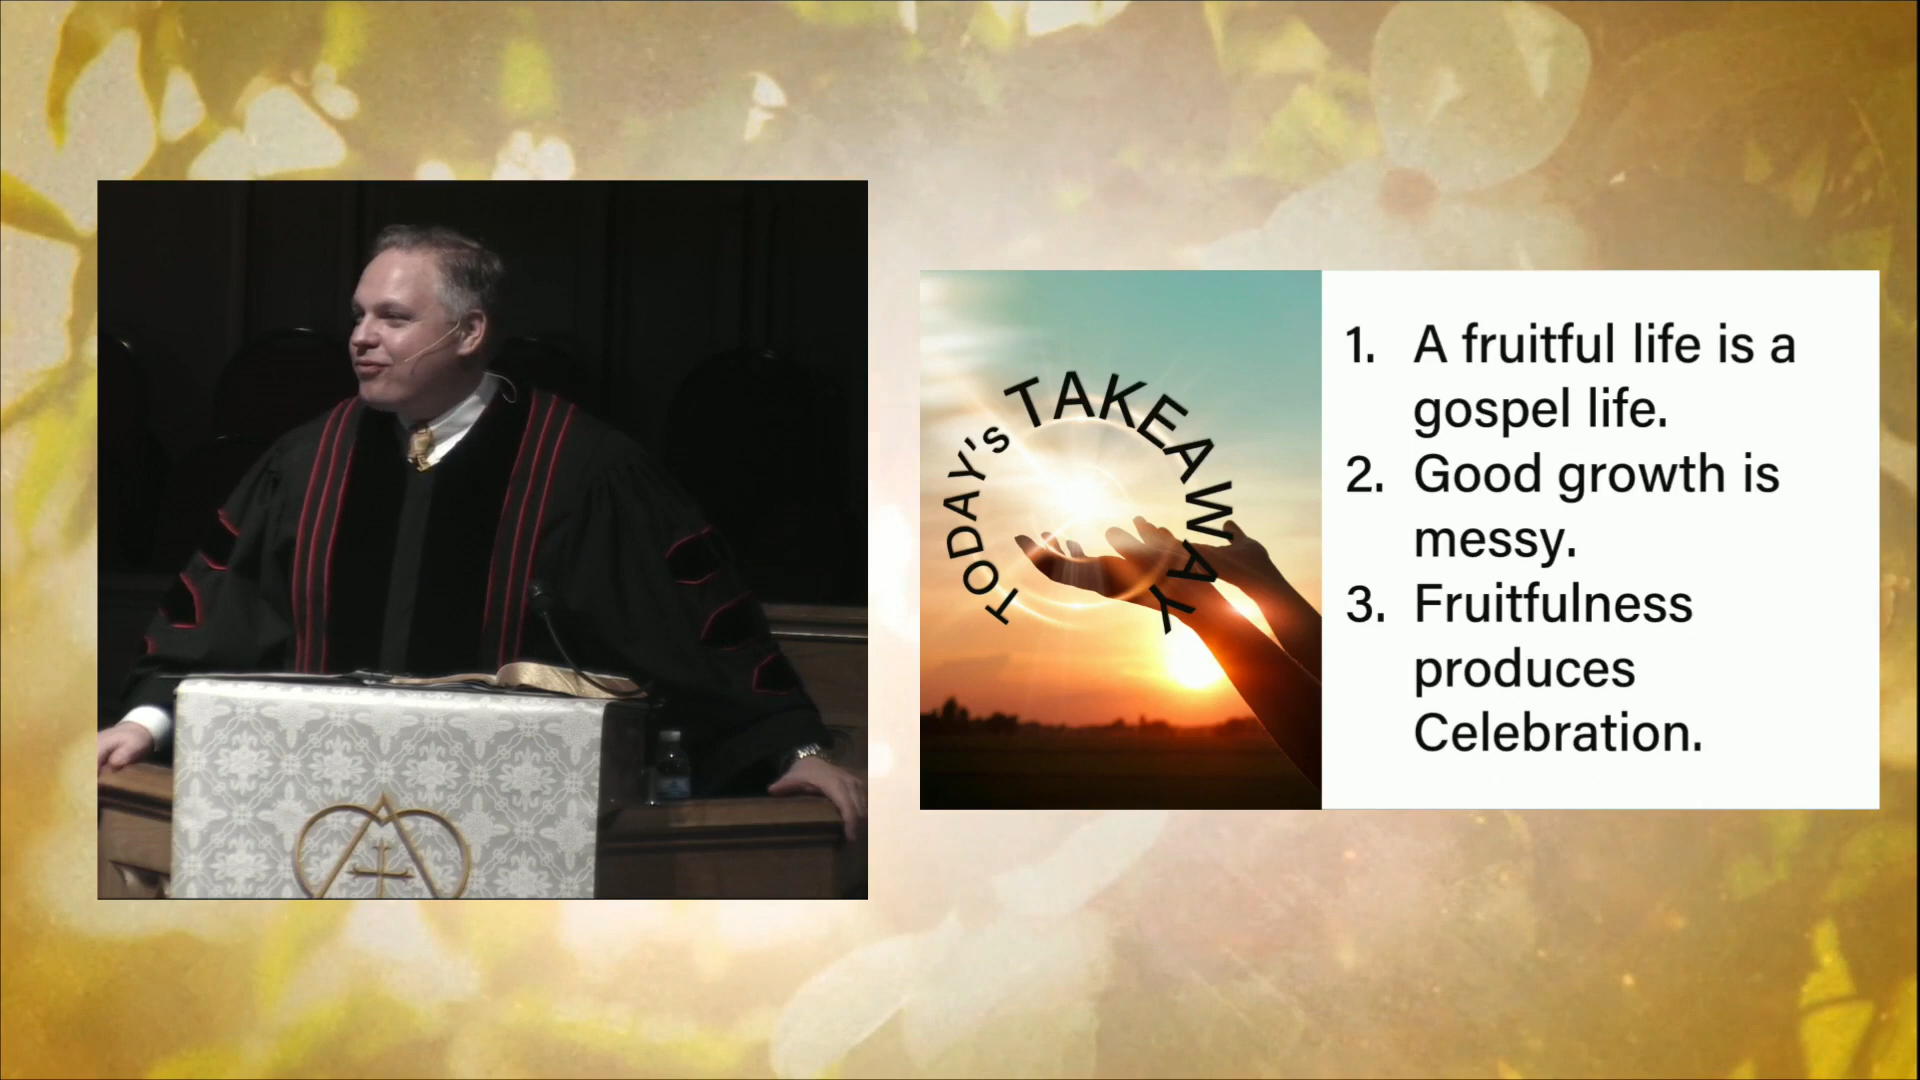 TODAY's TAKEAWAY
1. A fruitful life is a
gospel life.
2. Good growth is
messy.
3. Fruitfulness
produces
Celebration.